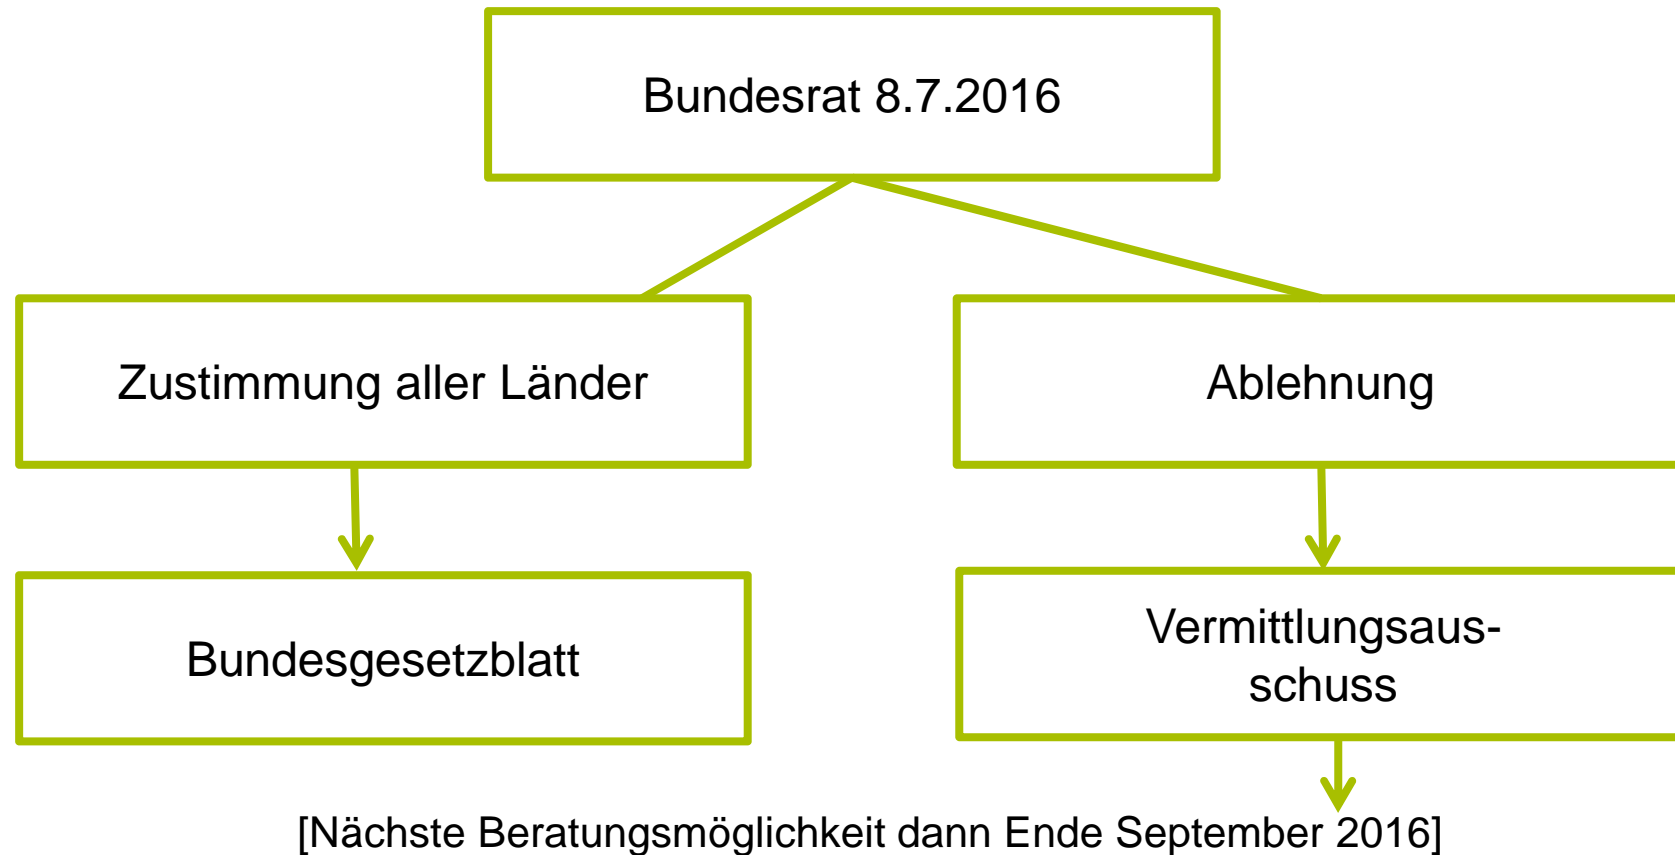 Bundesrat 8.7.2016
Zustimmung aller Länder
Ablehnung
Bundesgesetzblatt
Vermittlungsaus-
schuss
[Nächste Beratungsmöglichkeit dann Ende September 2016]